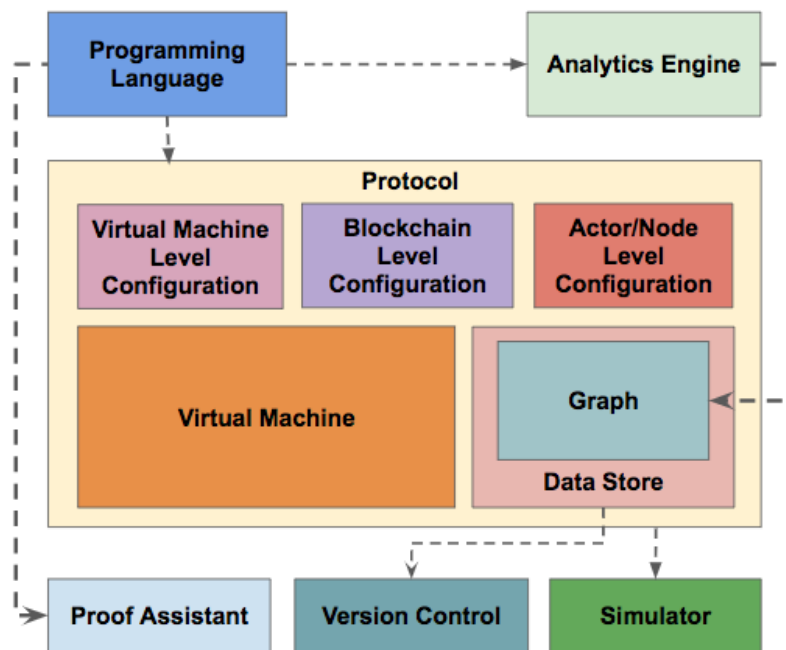 Programming
Language
Analytics Engine
Protocol
Virtual Machine
Level
Configuration
Blockchain
Level
Configuration
Actor/Node
Level
Configuration
Virtual Machine
Graph
Data Store
Proof Assistant
Version Control
Simulator